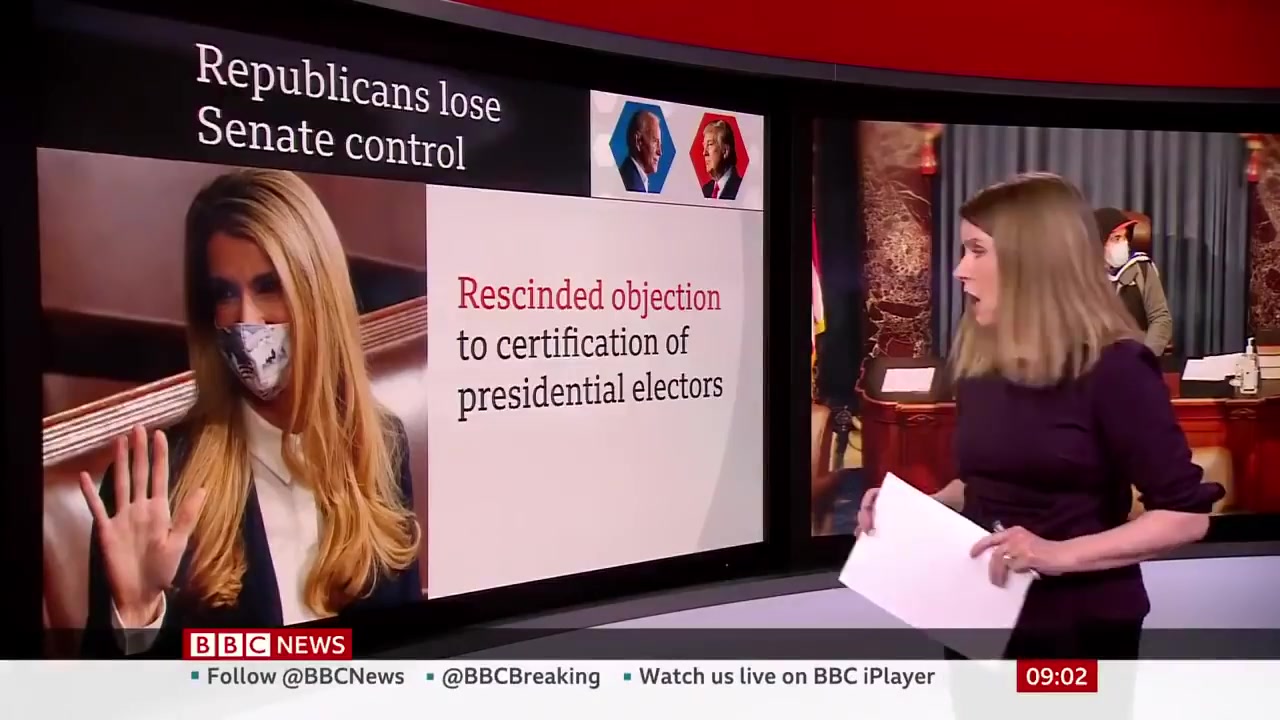 Republicans lose
Senate control
Rescinded objection
to certification of
presidential electors
BBC NEWS
Follow @BBCNews @BBCBreaking Watch us live on BBC iPlayer
09:02